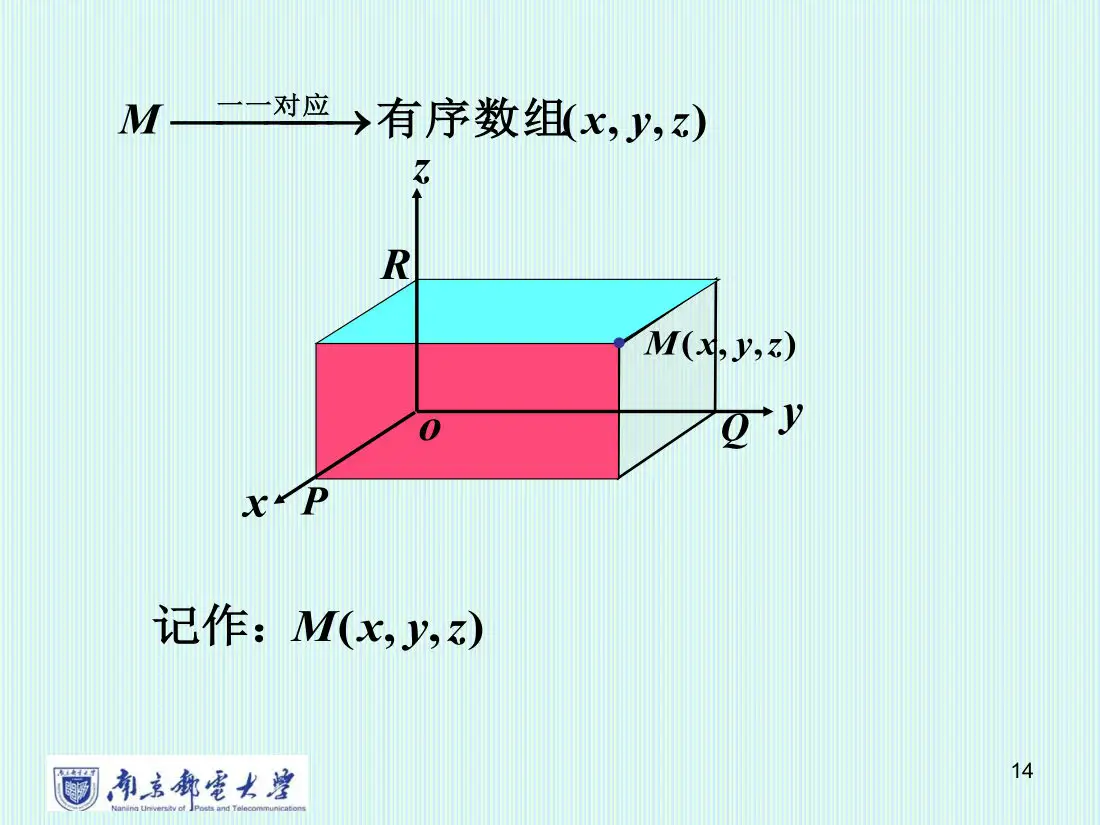 M 一一对应 → 有序数组(x, y, z)
z
R
M(x, y, z)
o
Q
y
x
P
记作：M(x, y, z)
南京邮电大学
Nanjing University of Posts and Telecommunications
14